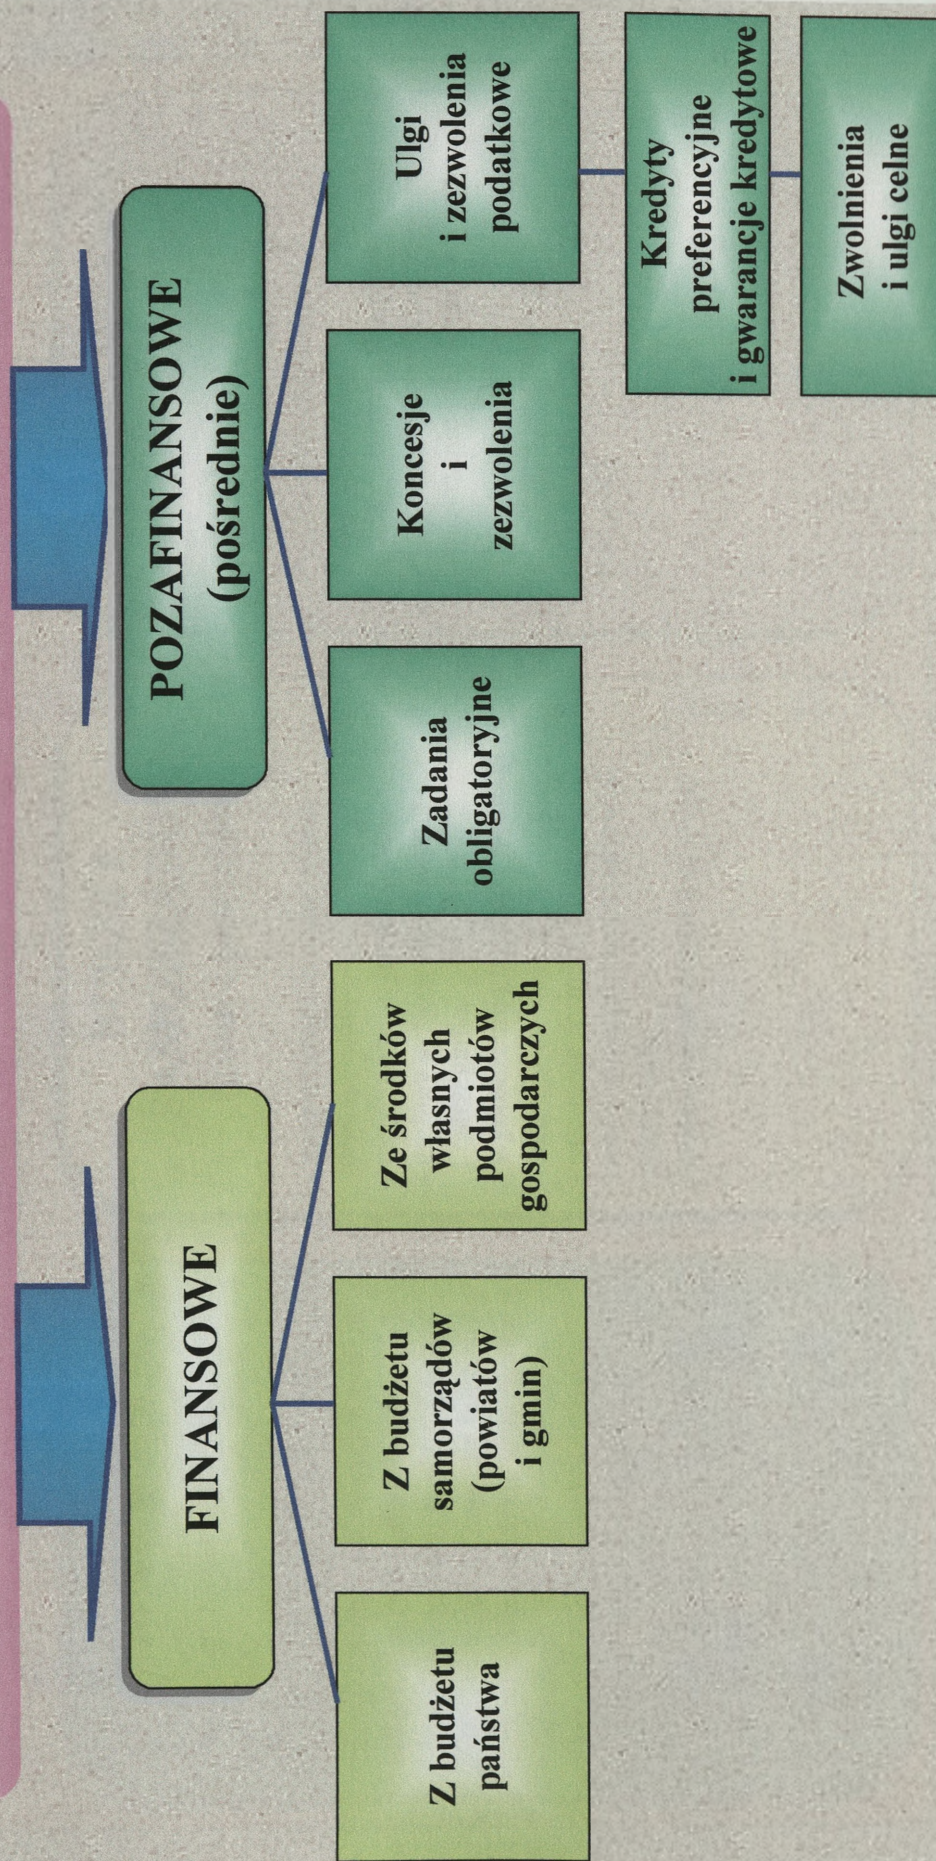 FINANSOWE
POZAFINANSOWE
(pośrednie)
Z budżetu
państwa
Z budżetu
samorządów
(powiatów
i gmin)
Ze środków
własnych
podmiotów
gospodarczych
Zadania
obligatoryjne
Koncesje
i
zezwolenia
Ulgi
i zezwolenia
podatkowe
Kredyty
preferencyjne
i gwarancje kredytowe
Zwolnienia
i ulgi celne